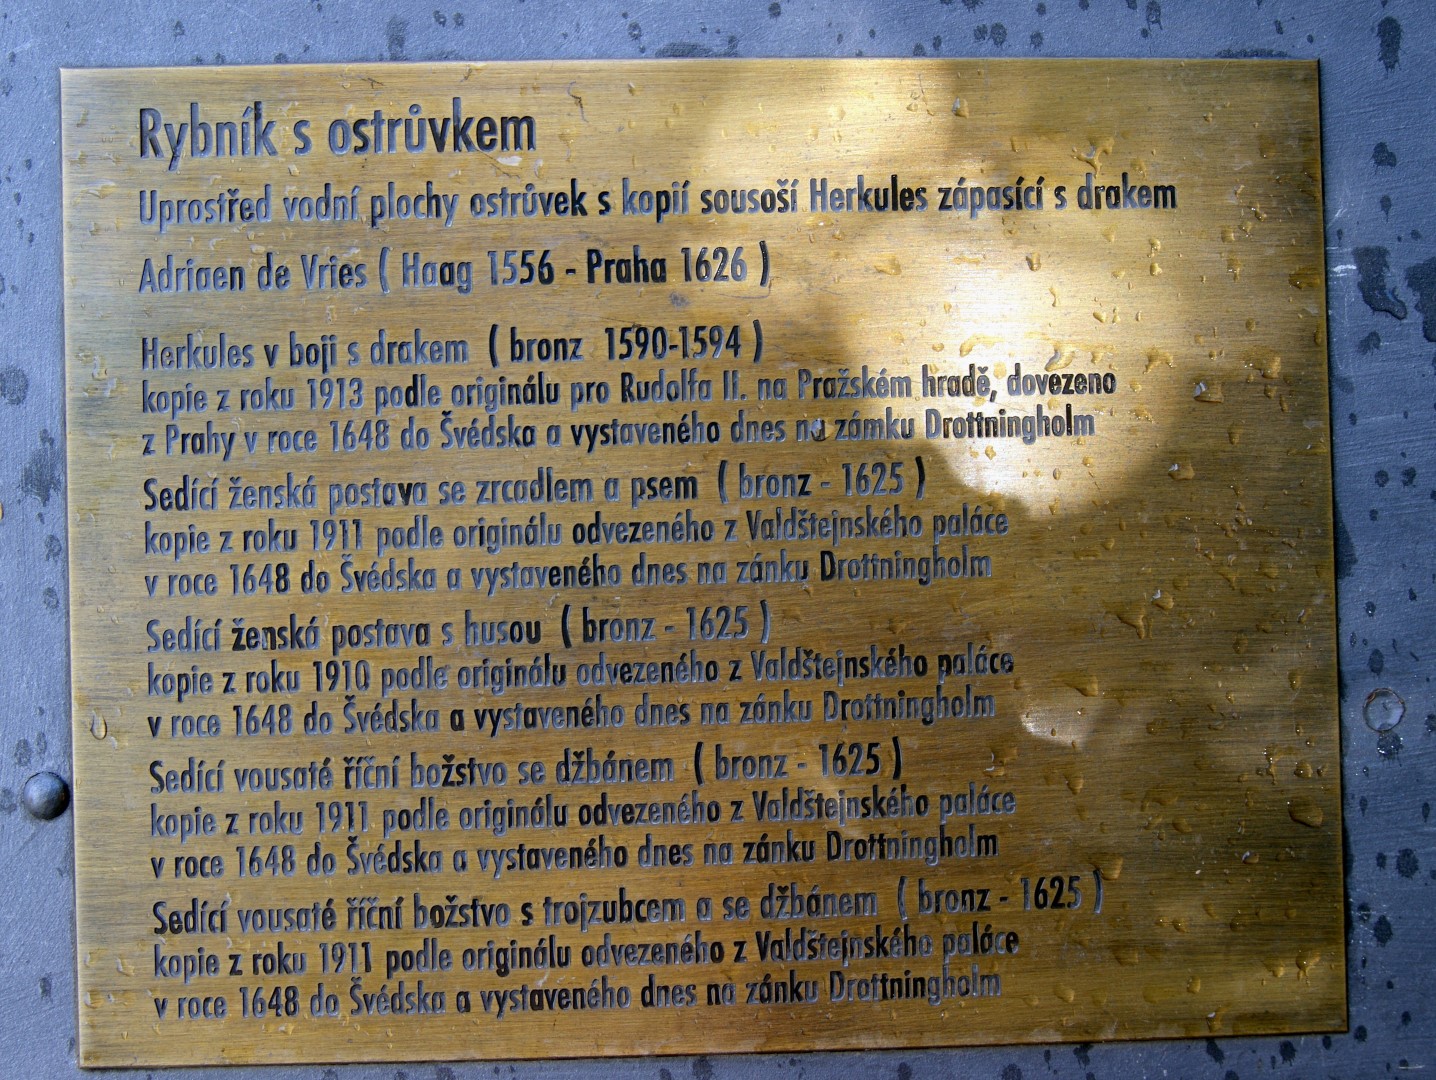 Rybník s ostrůvkem
Uprostřed vodní plochy ostrůvek s kopií sousoší Herkules zápasící s drakem
Adriaen de Vries ( Haag 1556 - Praha 1626 )
Herkules v boji s drakem ( bronz 1590-1594 )
kopie z roku 1913 podle originálu pro Rudolfa II. na Pražském hradě, dovezeno
z Prahy v roce 1648 do Švédska a vystaveného dnes na zámku Drottningholm
Sedící ženská postava se zrcadlem a psem ( bronz - 1625 )
kopie z roku 1911 podle originálu odvezeného z Valdštejnského paláce
v roce 1648 do Švédska a vystaveného dnes na zánku Drottningholm
Sedící ženská postava s husou ( bronz - 1625 )
kopie z roku 1910 podle originálu odvezeného z Valdštejnského paláce
v roce 1648 do Švédska a vystaveného dnes na zánku Drottningholm
Sedící vousaté říční božstvo se džbánem ( bronz - 1625 )
kopie z roku 1911 podle originálu odvezeného z Valdštejnského paláce
v roce 1648 do Švédska a vystaveného dnes na zánku Drottningholm
Sedící vousaté říční božstvo s trojzubcem a se džbánem ( bronz - 1625 )
kopie z roku 1911 podle originálu odvezeného z Valdštejnského paláce
v roce 1648 do Švédska a vystaveného dnes na zánku Drottningholm